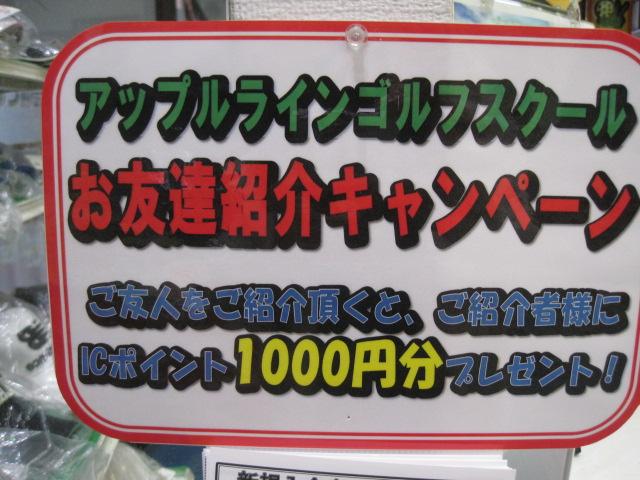 アップルラインゴルフスクール
お友達紹介キャンペーン
ご友人をご紹介頂くと、ご紹介者様に
ICポイント1000円分プレゼント!